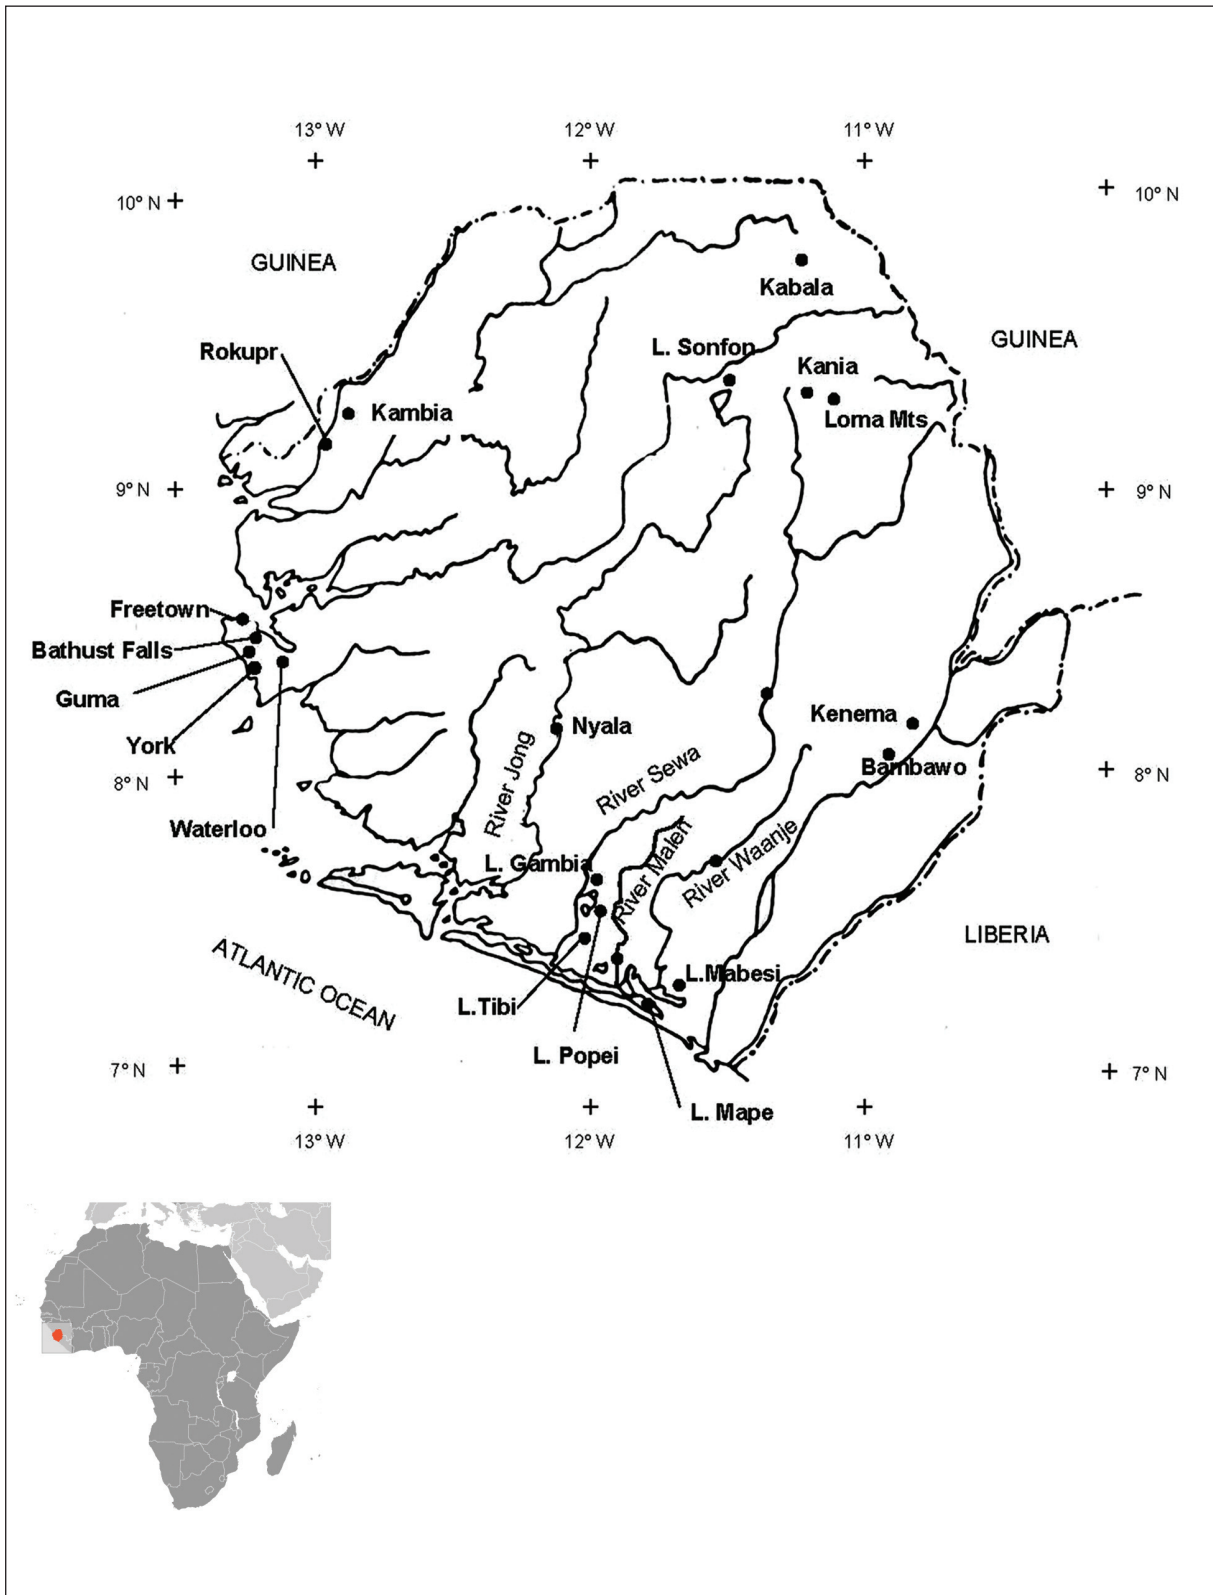 13° W
12° W
11° W
10° N
10° N
GUINEA
Kabala
Rokupr
L. Sonfon
GUINEA
Kania
Kambia
Loma Mts
9° N
9° N
Freetown
Bathust Falls
Guma
York
Nyala
Kenema
Bambawo
8° N
8° N
River Jong
River Sewa
Waterloo
L. Gambia
River Malen
River Waanje
LIBERIA
ATLANTIC OCEAN
L.Mabesi
L.Tibi
L. Popei
7° N
7° N
L. Mape
13° W
12° W
11° W